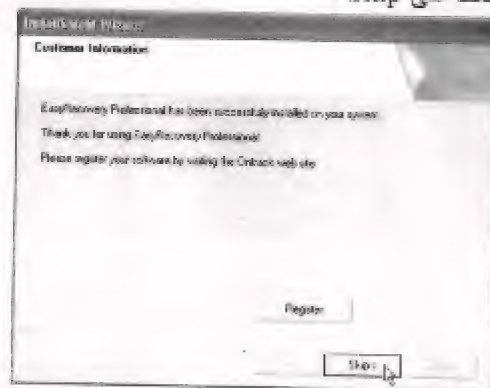 InstallShield Wizard
Customer Information
EasyRecovery Professional has been successfully installed on your system.
Thank you for using EasyRecovery Professional
Please register your software by visiting the Ontrack web site
Register
Skip